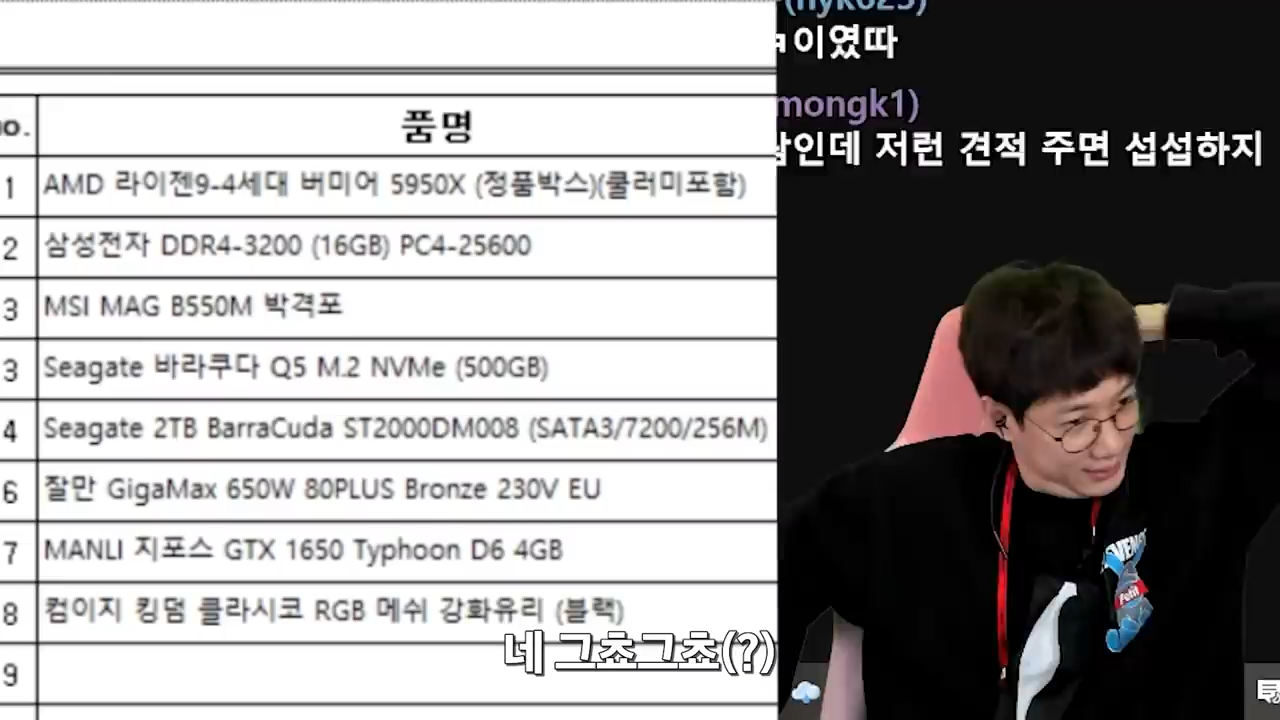 no.
품명
1 AMD 라이젠9-4세대 버미어 5950X (정품박스)(쿨러미포함)
2 삼성전자 DDR4-3200 (16GB) PC4-25600
3 MSI MAG B550M 박격포
3 Seagate 바라쿠다 Q5 M.2 NVMe (500GB)
4 Seagate 2TB BarraCuda ST2000DM008 (SATA3/7200/256M)
6 잘만 GigaMax 650W 80PLUS Bronze 230V EU
7 MANLI 지포스 GTX 1650 Typhoon D6 4GB
8 컴이지 킹덤 클라시코 RGB 메쉬 강화유리 (블랙)
9
네 그쵸그쵸(?)
이였따
mongk1)
저런 견적 주면 섭섭하지